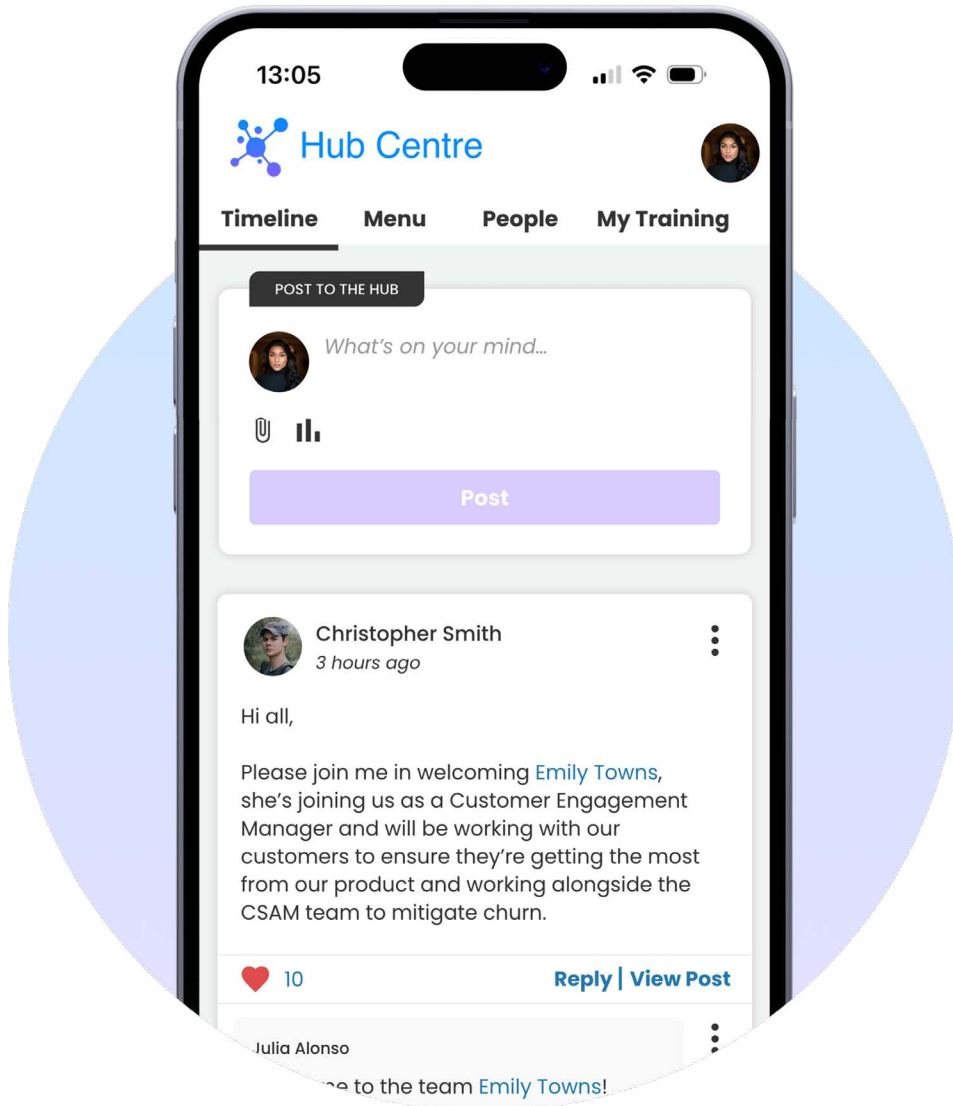 13:05
Hub Centre
Timeline Menu People My Training
POST TO THE HUB
What's on your mind...
Post
Christopher Smith
3 hours ago
Hi all,
Please join me in welcoming Emily Towns,
she's joining us as a Customer Engagement
Manager and will be working with our
customers to ensure they're getting the most
from our product and working alongside the
CSAM team to mitigate churn.
10
Reply | View Post
Julia Alonso
to the team Emily Towns!